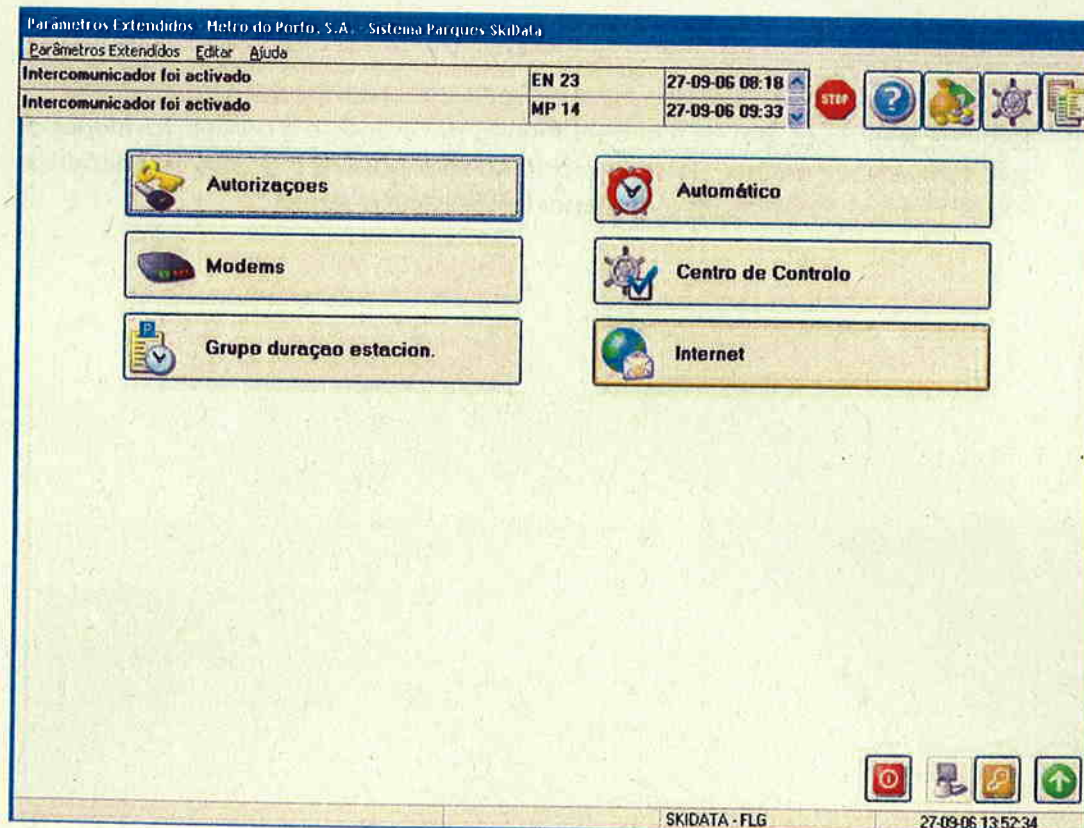 Parâmetros Extendidos - Metro do Porto, S.A. - Sistema Parques SkiData
Parâmetros Extendidos Editar Ajuda
Intercomunicador foi activado EN 23 27-09-06 08:18
Intercomunicador foi activado MP 14 27-09-06 09:33
STOP
Autorizaçoes
Automático
Modems
Centro de Controlo
P
Grupo duraçao estacion.
Internet
SKIDATA - FLG 27-09-06 13:52:34